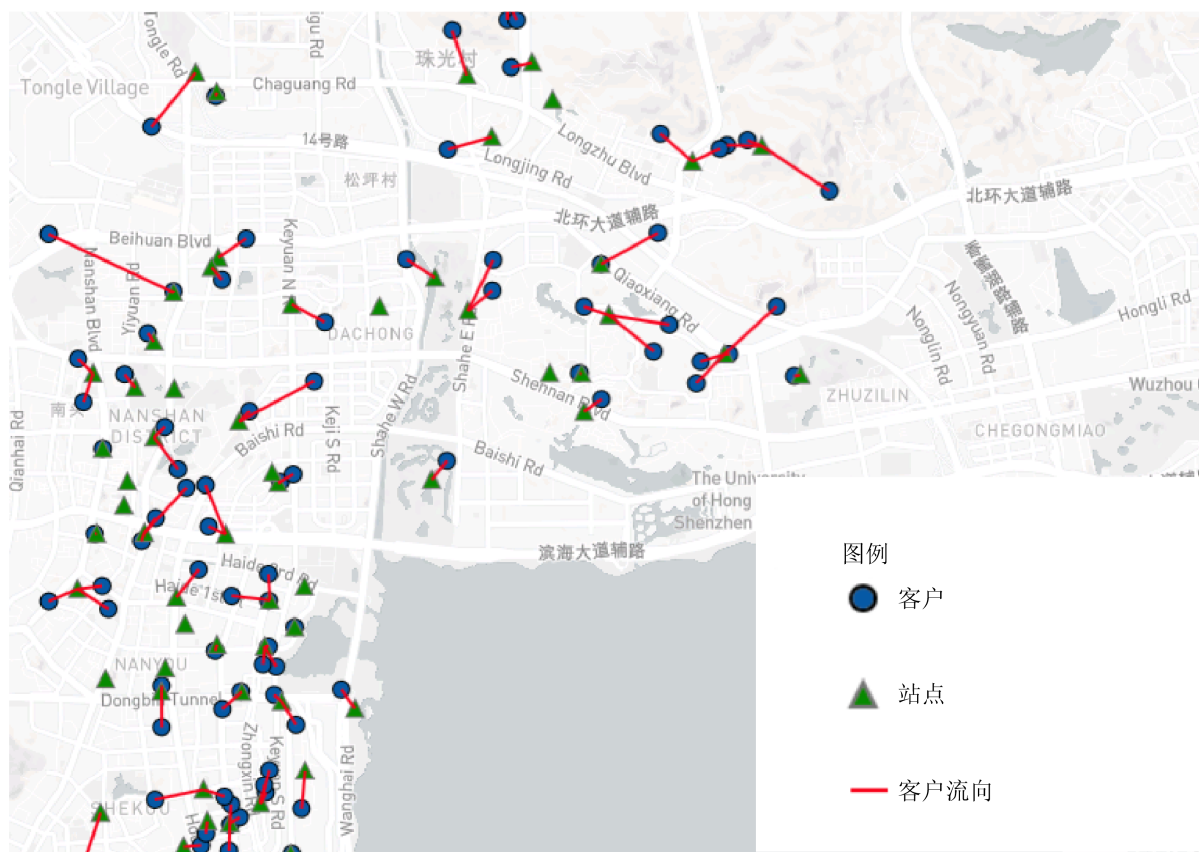 珠光村
Tongle Rd
igu Rd
Tongle Village
Chaguang Rd
14号路
Longzhu Blvd
松坪村
Longjing Rd
北环大道辅路
北环大道辅路
Beihuan Blvd
Nanshan Blvd
Keyuan N R
Qiaoxiang Rd
Nongyuan Rd
Nonglin Rd
Hongli Rd
DACHONG
Shahe E R
Shennan Blvd
Shahe W Rd
ZHUZILIN
Wuzhou
南头
NANSHAN
DISTRICT
Qianhai Rd
Baishi Rd
Keji S Rd
Baishi Rd
CHEGONGMIAO
The University
of Hong
Shenzhen
滨海大道辅路
Haide 3rd Rd
Haide 1st
NANYOU
Dongbin Tunnel
Zhongxin Rd
Keyuan S Rd
Wanghai Rd
SHEKOU
图例
客户
站点
客户流向